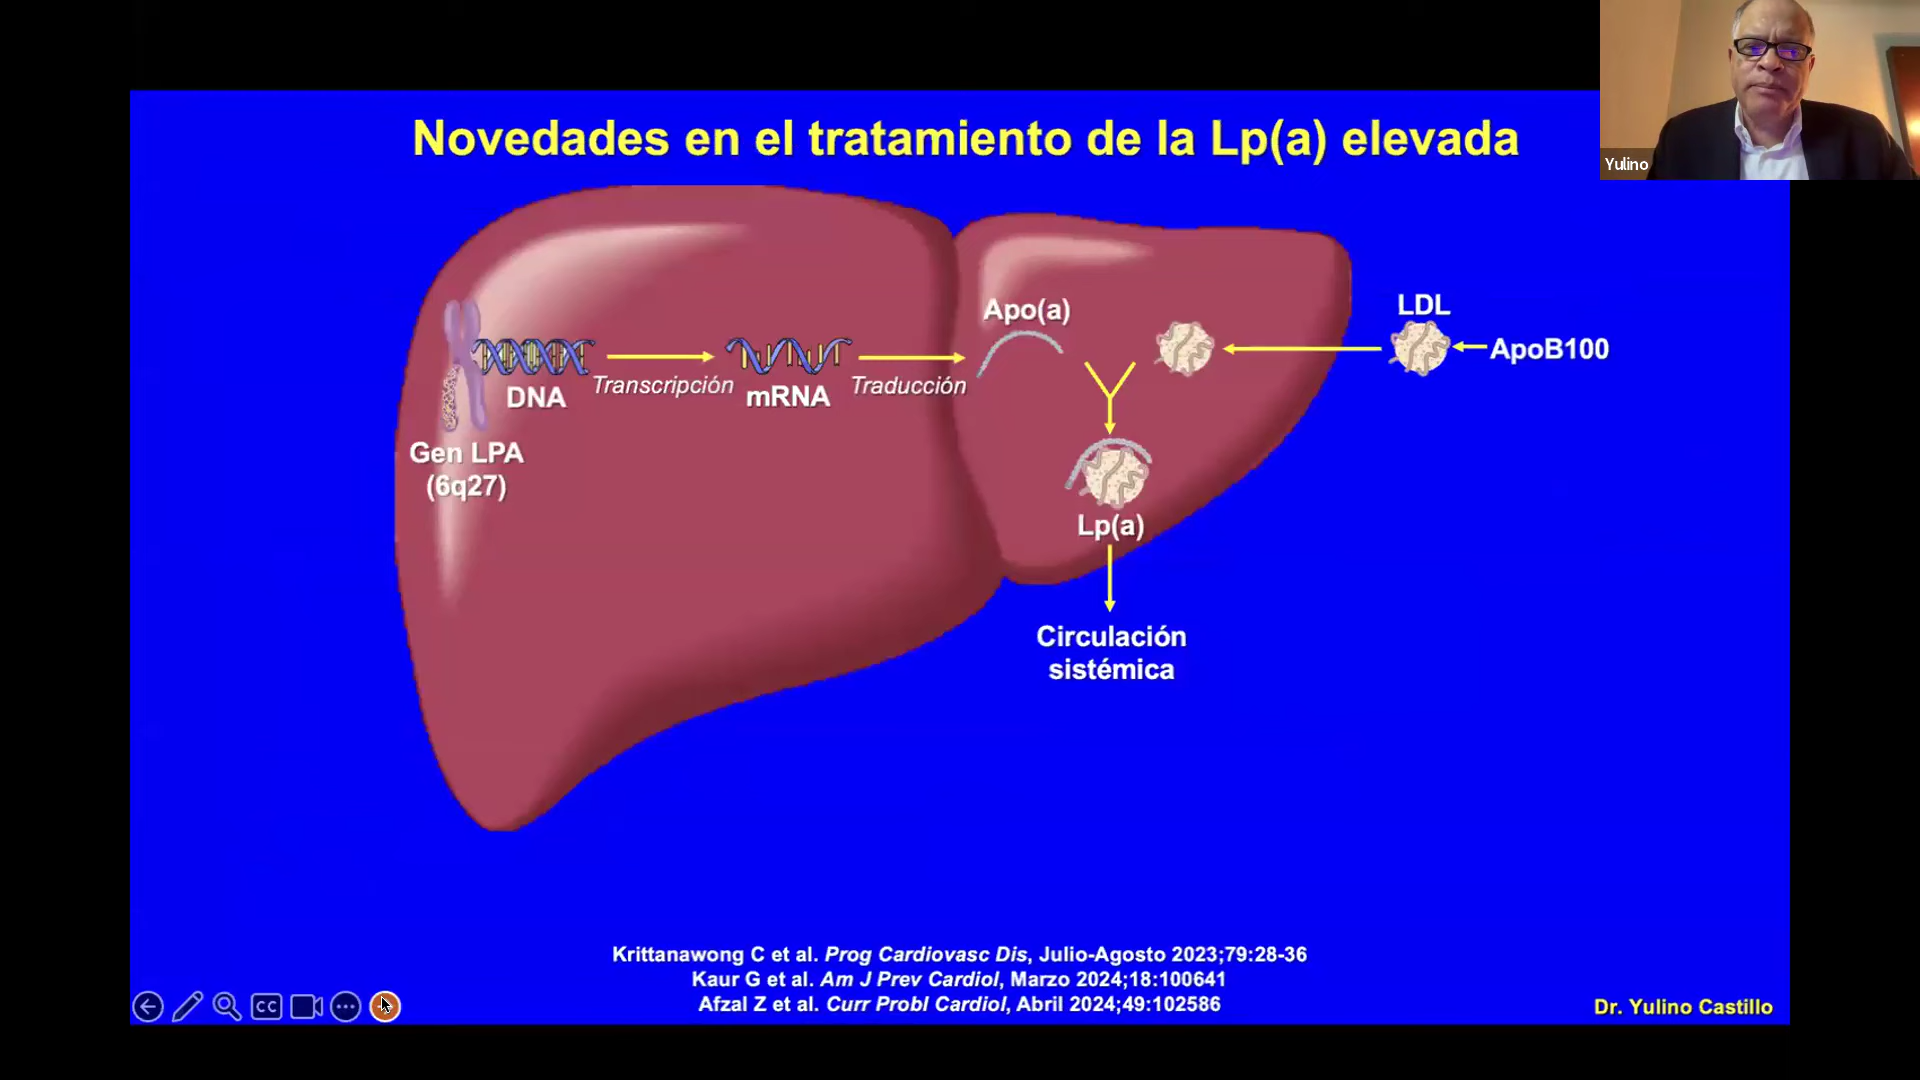 Novedades en el tratamiento de la Lp(a) elevada
Yulino
Apo(a)
LDL
ApoB100
DNA
Transcripción
mRNA
Traducción
Gen LPA
(6q27)
Lp(a)
Circulación
sistémica
Krittanawong C et al. Prog Cardiovasc Dis, Julio-Agosto 2023;79:28-36
Kaur G et al. Am J Prev Cardiol, Marzo 2024;18:100641
Afzal Z et al. Curr Probl Cardiol, Abril 2024;49:102586
CC
Dr. Yulino Castillo